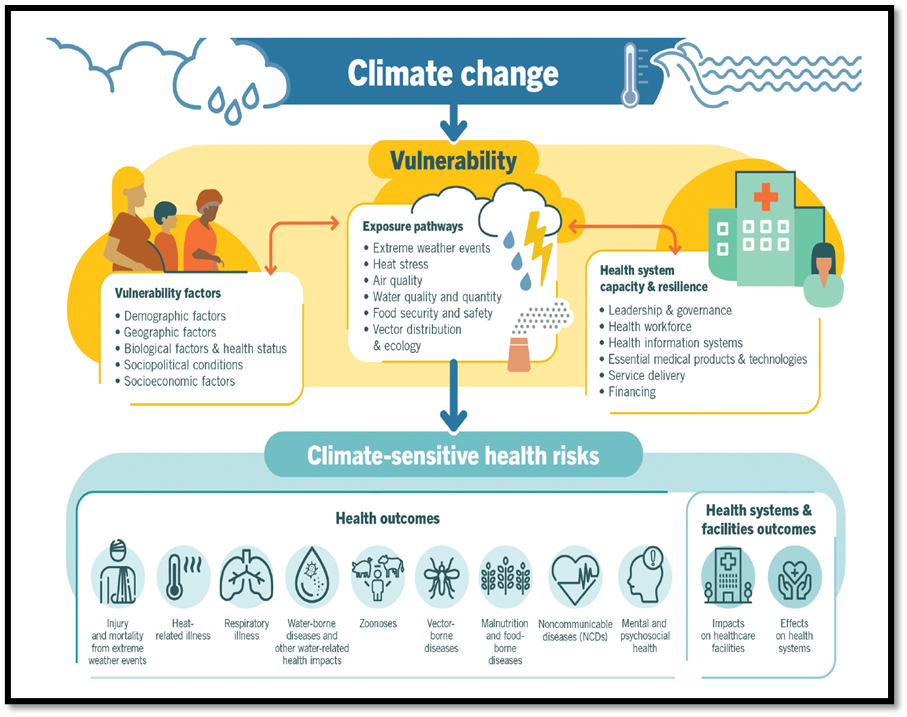 Climate change
Vulnerability
Exposure pathways
• Extreme weather events
• Heat stress
• Air quality
• Water quality and quantity
• Food security and safety
• Vector distribution
& ecology
Vulnerability factors
• Demographic factors
• Geographic factors
• Biological factors & health status
• Sociopolitical conditions
• Socioeconomic factors
Health system
capacity & resilience
• Leadership & governance
• Health workforce
• Health information systems
• Essential medical products & technologies
• Service delivery
• Financing
Climate-sensitive health risks
Health outcomes
Injury
and mortality
from extreme
weather events
Heat-
related illness
Respiratory
illness
Water-borne
diseases and
other water-related
health impacts
Zoonoses
Vector-
borne
diseases
Malnutrition
and food-
borne
diseases
Noncommunicable
diseases (NCDs)
Mental and
psychosocial
health
Health systems &
facilities outcomes
Impacts
on healthcare
facilities
Effects
on health
systems